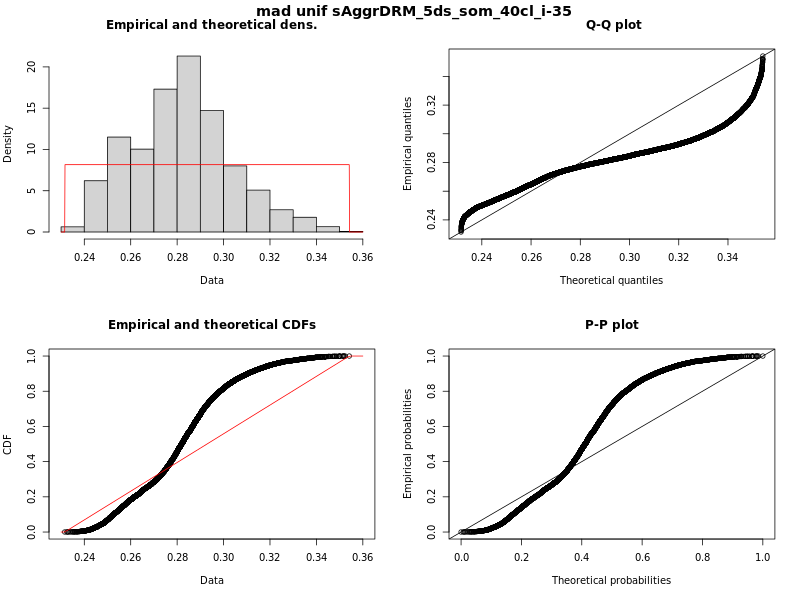 mad unif sAggrDRM_5ds_som_40cl_i-35
Empirical and theoretical dens.
Density
0 5 10 15 20
0.24 0.26 0.28 0.30 0.32 0.34 0.36
Data
Q-Q plot
Empirical quantiles
0.24 0.28 0.32
0.24 0.26 0.28 0.30 0.32 0.34
Theoretical quantiles
Empirical and theoretical CDFs
CDF
0.0 0.2 0.4 0.6 0.8 1.0
0.24 0.26 0.28 0.30 0.32 0.34 0.36
Data
P-P plot
Empirical probabilities
0.0 0.2 0.4 0.6 0.8 1.0
0.0 0.2 0.4 0.6 0.8 1.0
Theoretical probabilities